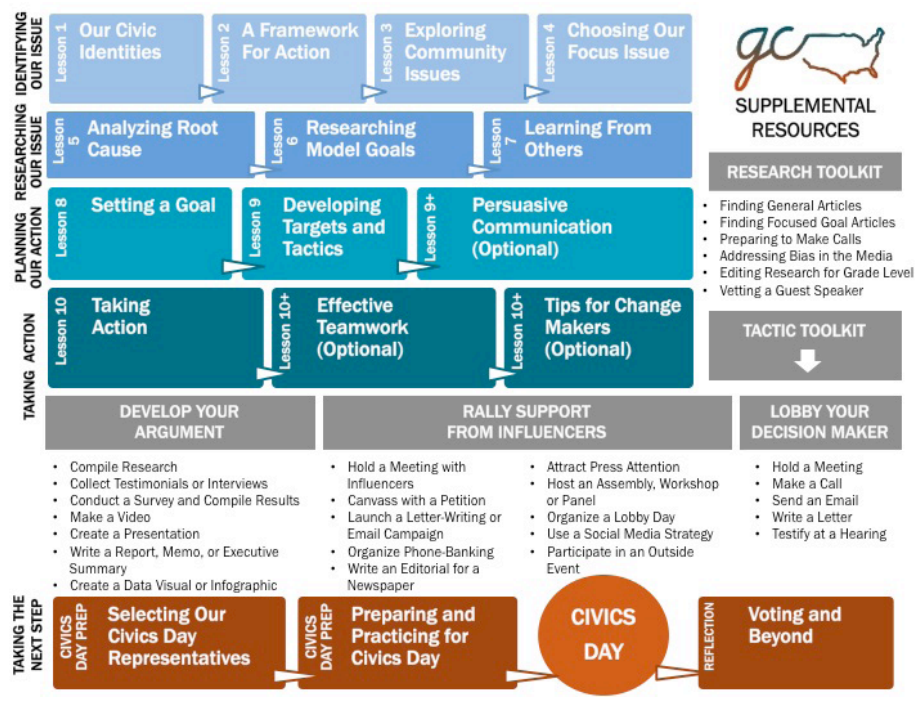 IDENTIFYING
OUR ISSUE
Lesson 1
Our Civic
Identities
Lesson 2
A Framework
For Action
Lesson 3
Exploring
Community
Issues
Lesson 4
Choosing Our
Focus Issue
gc
SUPPLEMENTAL
RESOURCES
RESEARCHING
OUR ISSUE
Lesson
5
Analyzing Root
Cause
Lesson
6
Researching
Model Goals
Lesson
7
Learning From
Others
RESEARCH TOOLKIT
• Finding General Articles
• Finding Focused Goal Articles
• Preparing to Make Calls
• Addressing Bias in the Media
• Editing Research for Grade Level
• Vetting a Guest Speaker
PLANNING
OUR ACTION
Lesson 8
Setting a Goal
Lesson 9
Developing
Targets and
Tactics
Lesson 9+
Persuasive
Communication
(Optional)
TAKING ACTION
Lesson 10
Taking
Action
Lesson 10+
Effective
Teamwork
(Optional)
Lesson 10+
Tips for Change
Makers
(Optional)
TACTIC TOOLKIT
DEVELOP YOUR
ARGUMENT
• Compile Research
• Collect Testimonials or Interviews
• Conduct a Survey and Compile Results
• Make a Video
• Create a Presentation
• Write a Report, Memo, or Executive
Summary
• Create a Data Visual or Infographic
RALLY SUPPORT
FROM INFLUENCERS
• Hold a Meeting with
Influencers
• Canvass with a Petition
• Launch a Letter-Writing or
Email Campaign
• Organize Phone-Banking
• Write an Editorial for a
Newspaper
• Attract Press Attention
• Host an Assembly, Workshop
or Panel
• Organize a Lobby Day
• Use a Social Media Strategy
• Participate in an Outside
Event
LOBBY YOUR
DECISION MAKER
• Hold a Meeting
• Make a Call
• Send an Email
• Write a Letter
• Testify at a Hearing
TAKING THE
NEXT STEP
CIVICS
DAY PREP
Selecting Our
Civics Day
Representatives
CIVICS
DAY PREP
Preparing and
Practicing for
Civics Day
CIVICS
DAY
REFLECTION
Voting and
Beyond